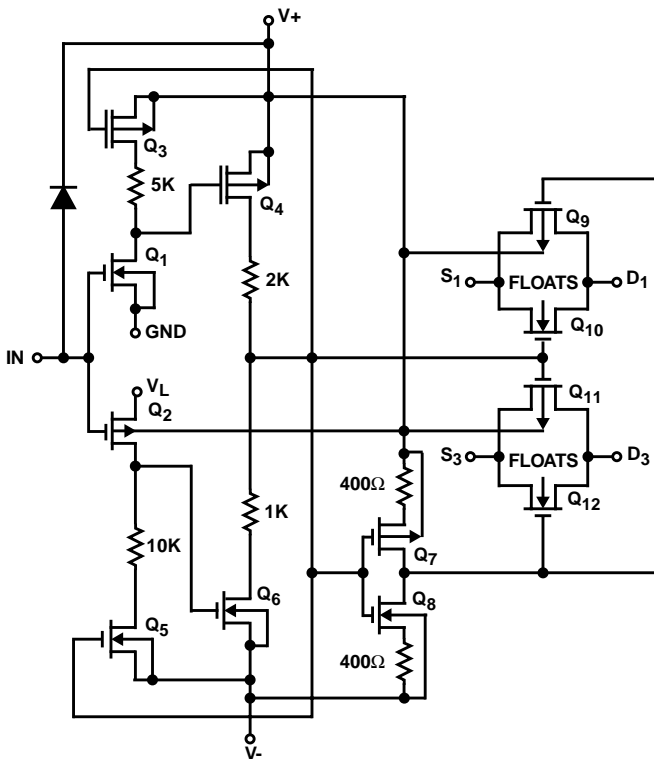 V+
Q3
5K
Q4
Q9
Q1
2K
S1
FLOATS
D1
GND
Q10
IN
VL
Q2
Q11
S3
FLOATS
D3
400Ω
Q12
1K
10K
Q7
Q6
Q8
Q5
400Ω
V-